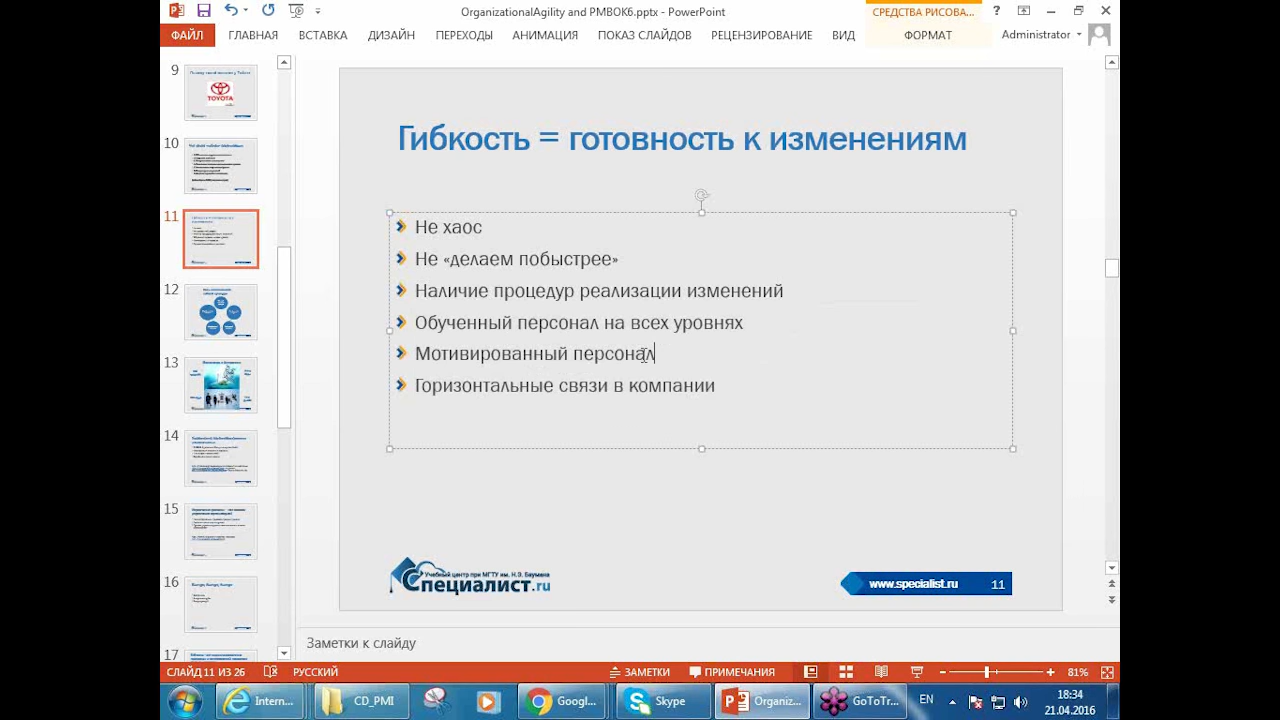 OrganizationalAgility and PMBOK6.pptx - PowerPoint
СРЕДСТВА РИСОВА...
ФАЙЛ ГЛАВНАЯ ВСТАВКА ДИЗАЙН ПЕРЕХОДЫ АНИМАЦИЯ ПОКАЗ СЛАЙДОВ РЕЦЕНЗИРОВАНИЕ ВИД ФОРМАТ Administrator
9
TOYOTA
10
11
12
13
14
15
16
17
Гибкость = готовность к изменениям
Не хаос
Не «делаем побыстрее»
Наличие процедур реализации изменений
Обученный персонал на всех уровнях
Мотивированный персонал
Горизонтальные связи в компании
Учебный центр при МГТУ им. Н.Э. Баумана
Специалист.ru
www.specialist.ru 11
Заметки к слайду
СЛАЙД 11 ИЗ 26 РУССКИЙ ЗАМЕТКИ ПРИМЕЧАНИЯ 81%
Intern... CD_PMI Googl... Skype Organiz... GoToTr... EN 18:34
21.04.2016